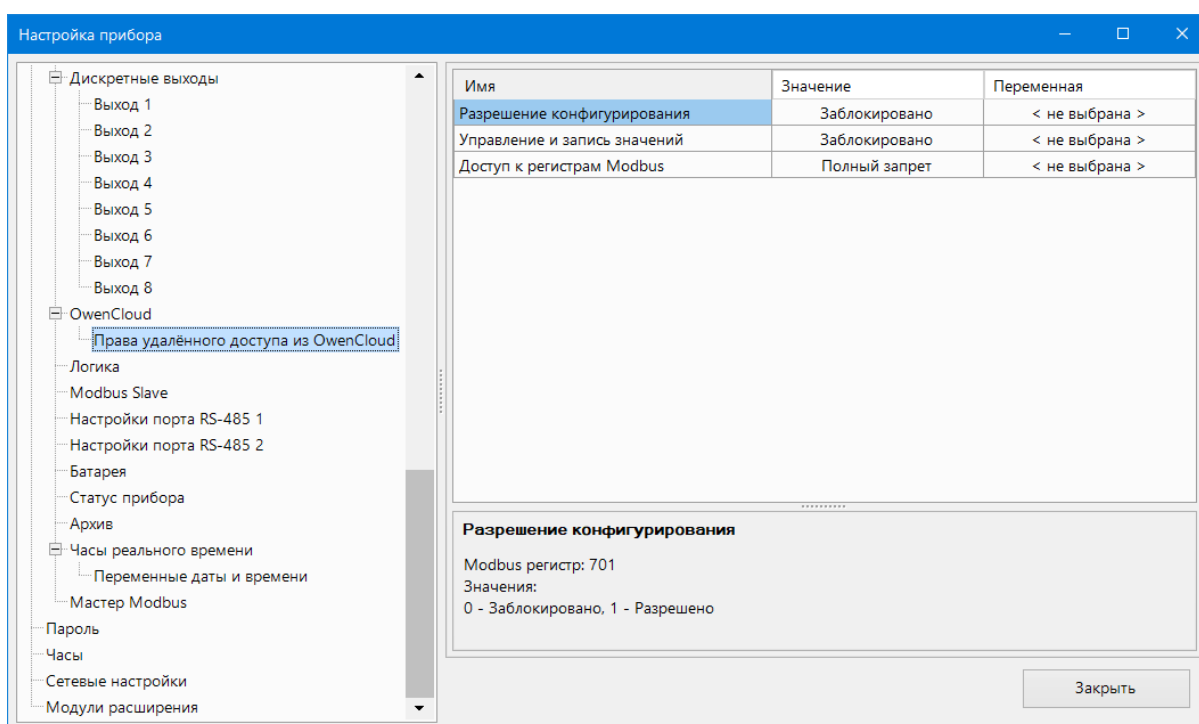 Настройка прибора
Дискретные выходы
Выход 1
Выход 2
Выход 3
Выход 4
Выход 5
Выход 6
Выход 7
Выход 8
OwenCloud
Права удалённого доступа из OwenCloud
Логика
Modbus Slave
Настройки порта RS-485 1
Настройки порта RS-485 2
Батарея
Статус прибора
Архив
Часы реального времени
Переменные даты и времени
Мастер Modbus
Пароль
Часы
Сетевые настройки
Модули расширения
Имя Значение Переменная
Разрешение конфигурирования Заблокировано < не выбрана >
Управление и запись значений Заблокировано < не выбрана >
Доступ к регистрам Modbus Полный запрет < не выбрана >
Разрешение конфигурирования
Modbus регистр: 701
Значения:
0 - Заблокировано, 1 - Разрешено
Закрыть